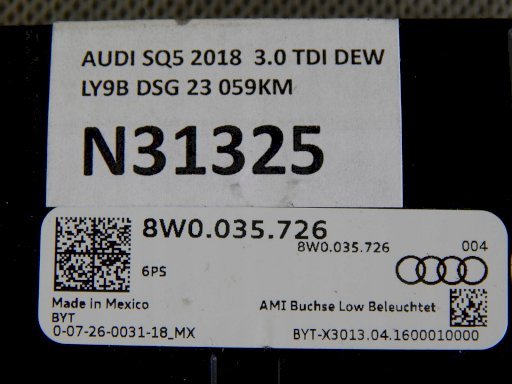 AUDI SQ5 2018 3.0 TDI DEW
LY9B DSG 23 059KM
N31325
8W0.035.726
8W0.035.726
004
6PS
Made in Mexico
BYT
0-07-26-0031-18_MX
AMI Buchse Low Beleuchtet
BYT-X3013.04.1600010000